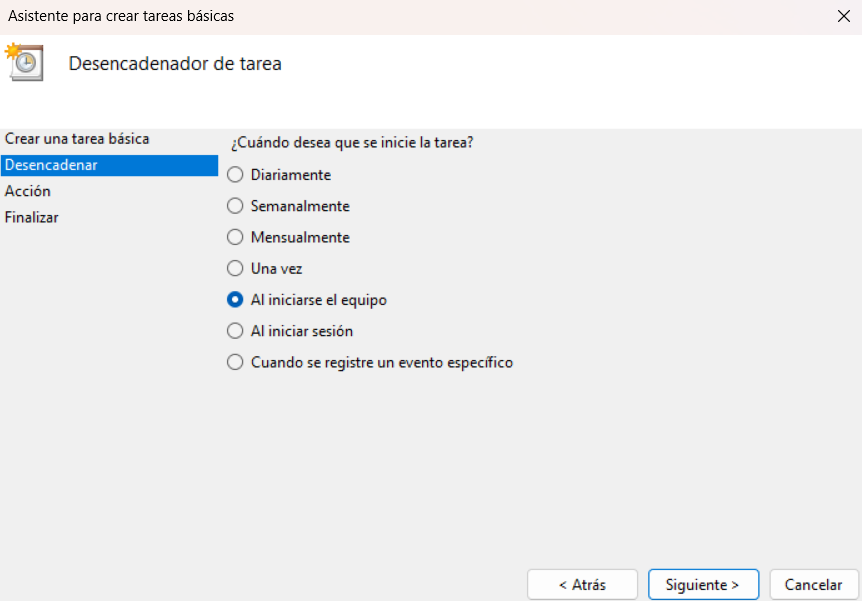 Asistente para crear tareas básicas
Desencadenador de tarea
Crear una tarea básica
Desencadenar
Acción
Finalizar
¿Cuándo desea que se inicie la tarea?
Diariamente
Semanalmente
Mensualmente
Una vez
Al iniciarse el equipo
Al iniciar sesión
Cuando se registre un evento específico
< Atrás
Siguiente >
Cancelar